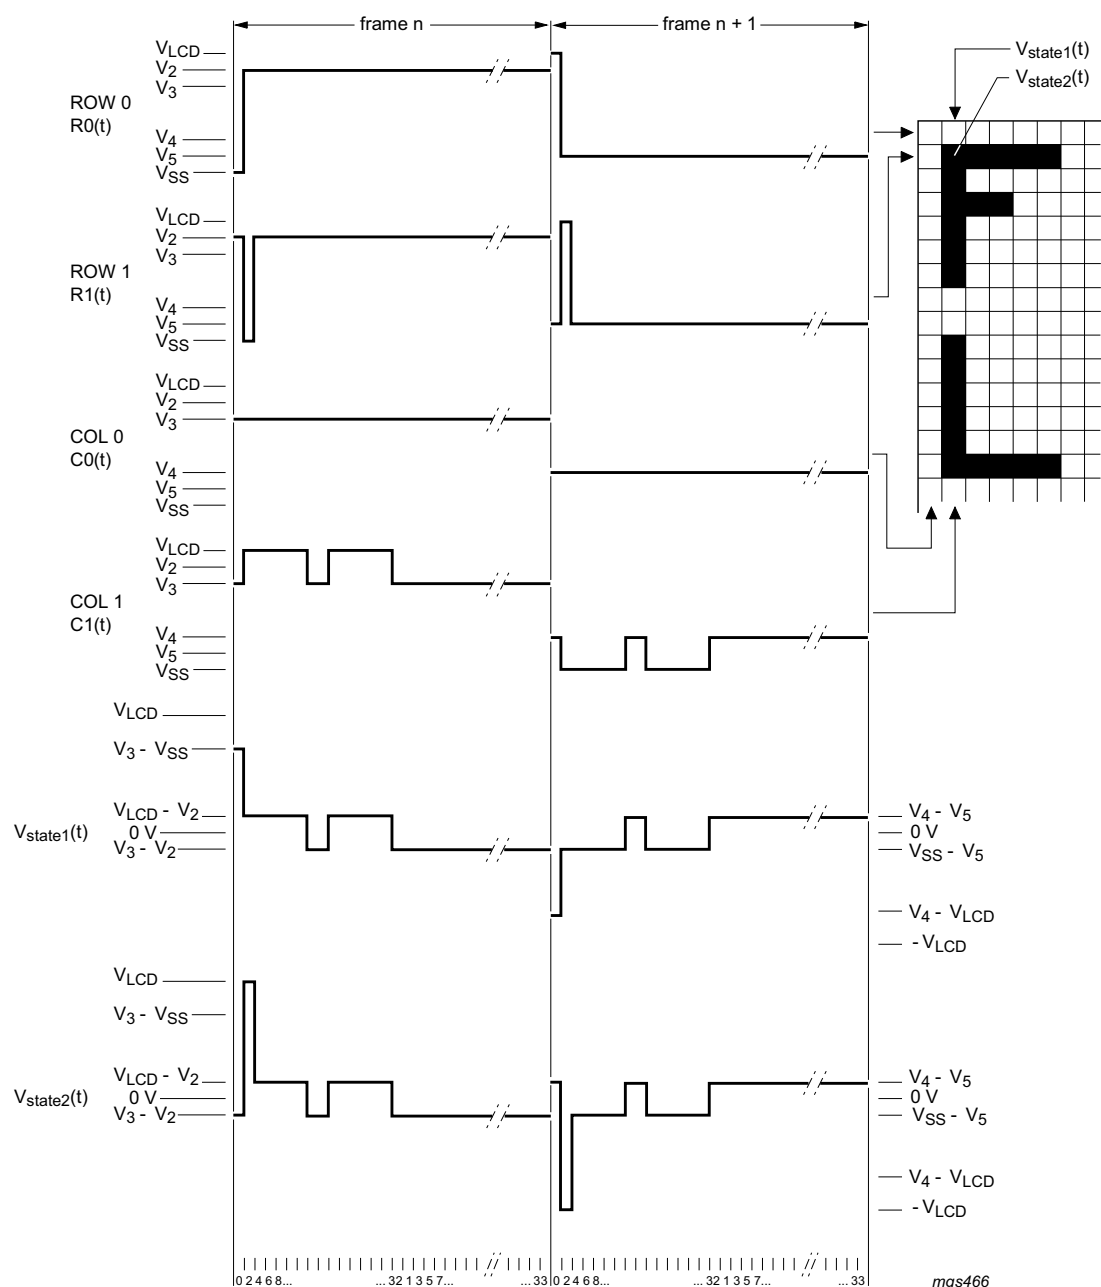 frame n
frame n + 1
VLCD
V2
V3
ROW 0
R0(t)
V4
V5
VSS
Vstate1(t)
Vstate2(t)
VLCD
V2
V3
ROW 1
R1(t)
V4
V5
VSS
VLCD
V2
V3
COL 0
C0(t)
V4
V5
VSS
VLCD
V2
V3
COL 1
C1(t)
V4
V5
VSS
VLCD
V3 - VSS
VLCD - V2
Vstate1(t)
0 V
V3 - V2
V4 - V5
0 V
VSS - V5
V4 - VLCD
- VLCD
VLCD
V3 - VSS
VLCD - V2
Vstate2(t)
0 V
V3 - V2
V4 - V5
0 V
VSS - V5
V4 - VLCD
- VLCD
0 2 4 6 8... ...32 1 3 5 7... ...33 0 2 4 6 8... ...32 1 3 5 7... ...33
mgs466